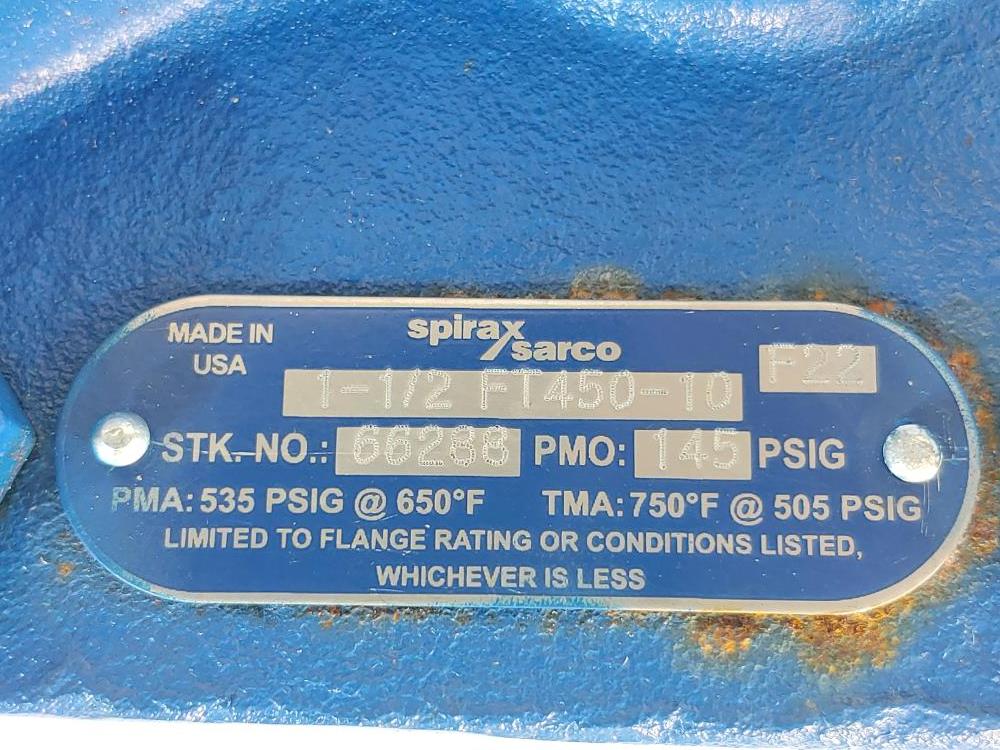 MADE IN
USA
spirax
sarco
F22
1-1/2 FT450-10
STK. NO.: 66288 PMO: 145 PSIG
PMA: 535 PSIG @ 650°F TMA: 750°F @ 505 PSIG
LIMITED TO FLANGE RATING OR CONDITIONS LISTED,
WHICHEVER IS LESS